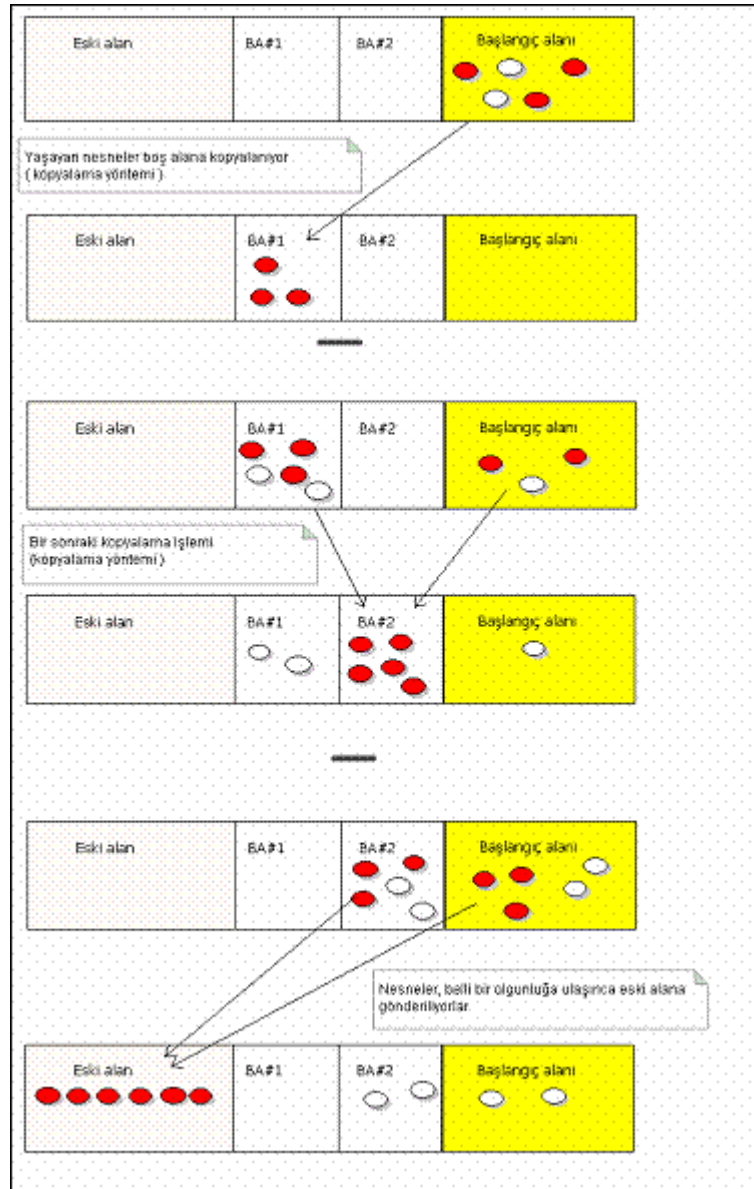 Eski alan BA#1 BA#2 Başlangıç alanı
Yaşayan nesneler boş alana kopyalanıyor
( kopyalama yöntemi )
Eski alan BA#1 BA#2 Başlangıç alanı
Eski alan BA#1 BA#2 Başlangıç alanı
Bir sonraki kopyalama işlemi
(kopyalama yöntemi )
Eski alan BA#1 BA#2 Başlangıç alanı
Eski alan BA#1 BA#2 Başlangıç alanı
Nesneler, belli bir olgunluğa ulaşınca eski alana
gönderiliyorlar
Eski alan BA#1 BA#2 Başlangıç alanı